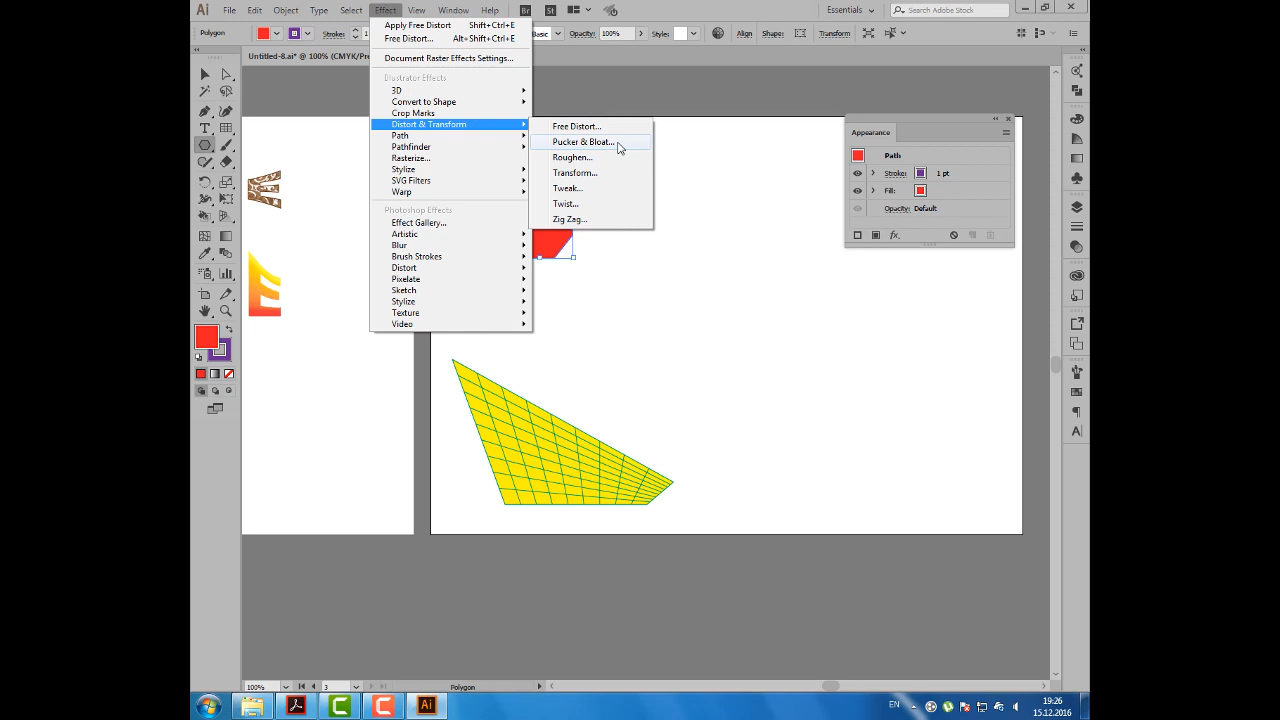 Ai File Edit Object Type Select Effect View Window Help Br St Essentials Search Adobe Stock
Polygon Stroke: 1 Basic Opacity: 100% Style: Align Shape: Transform
Untitled-8.ai* @ 100% (CMYK/Pre
Apply Free Distort Shift+Ctrl+E
Free Distort... Alt+Shift+Ctrl+E
Document Raster Effects Settings...
Illustrator Effects
3D
Convert to Shape
Crop Marks
Distort & Transform
Path
Pathfinder
Rasterize...
Stylize
SVG Filters
Warp
Photoshop Effects
Effect Gallery...
Artistic
Blur
Brush Strokes
Distort
Pixelate
Sketch
Stylize
Texture
Video
Free Distort...
Pucker & Bloat...
Roughen...
Transform...
Tweak...
Twist...
Zig Zag...
Appearance
Path
Stroke: 1 pt
Fill:
Opacity: Default
fx
E
100% 3 Polygon
Ai EN 19:26
15.12.2016